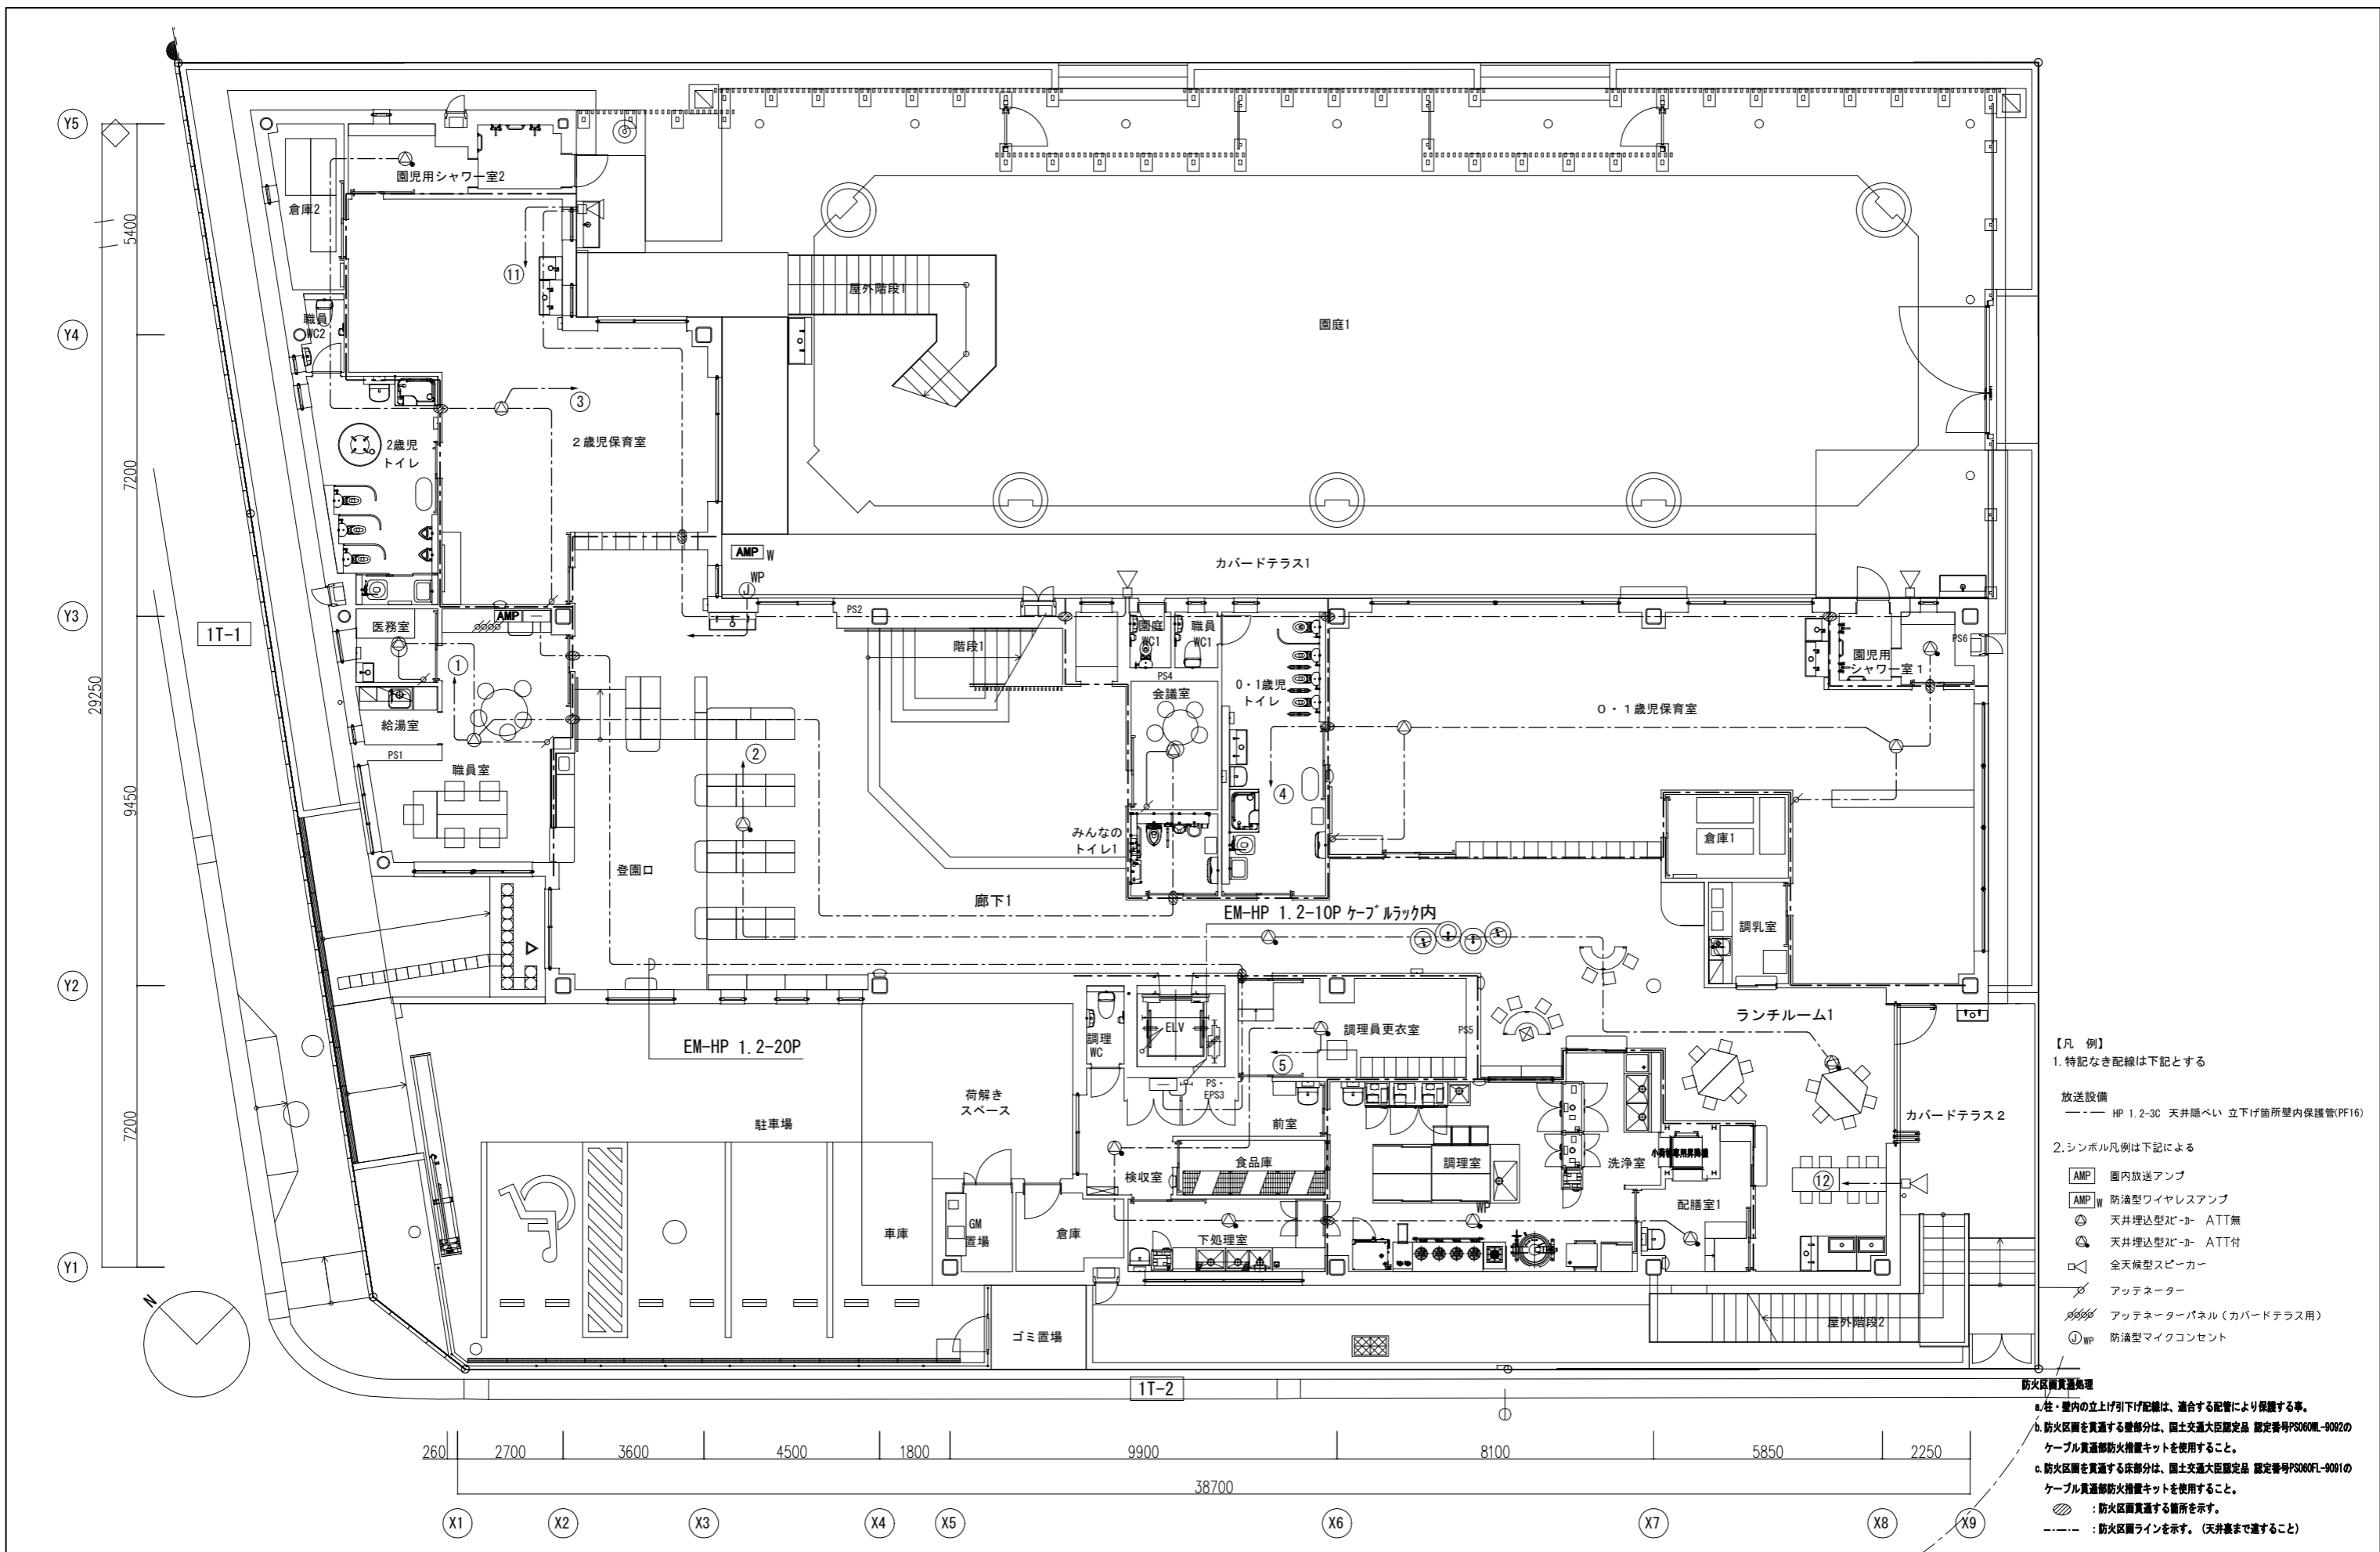 Y5
Y4
Y3
Y2
Y1
5400
7200
9450
7200
29250
1T-1
N
園児用シャワー室2
倉庫2
11
職員
WC2
屋外階段1
園庭1
3
2歳児保育室
2歳児
トイレ
AMP W
WP
J
カバードテラス1
AMP
医務室
PS2
園庭
WC1
職員
WC1
PS6
1
階段1
PS4
会議室
0・1歳児
トイレ
園児用
シャワー室1
0・1歳児保育室
給湯室
PS1
職員室
2
4
みんなの
トイレ1
倉庫1
登園口
廊下1
EM-HP 1.2-10P ケーブルラック内
調乳室
EM-HP 1.2-20P
調理
WC
ELV
調理員更衣室
PS5
ランチルーム1
5
PS・
EPS3
荷解き
スペース
前室
駐車場
カバードテラス2
検収室
食品庫
調理室
洗浄室
小荷物専用昇降機
12
WP
配膳室1
車庫
GM
置場
倉庫
下処理室
ゴミ置場
屋外階段2
1T-2
【凡 例】
1.特記なき配線は下記とする
放送設備
HP 1.2-3C 天井隠ぺい 立下げ箇所壁内保護管(PF16)
2.シンボル凡例は下記による
AMP 園内放送アンプ
AMP W 防滴型ワイヤレスアンプ
天井埋込型スピーカー ATT無
天井埋込型スピーカー ATT付
全天候型スピーカー
アッテネーター
アッテネーターパネル(カバードテラス用)
J WP 防滴型マイクコンセント
防火区画貫通処理
a.柱・壁内の立上げ引下げ配線は、適合する配管により保護する事。
b.防火区画を貫通する壁部分は、国土交通大臣認定品 認定番号PS060WL-9092の
ケーブル貫通部防火措置キットを使用すること。
c.防火区画を貫通する床部分は、国土交通大臣認定品 認定番号PS060FL-9091の
ケーブル貫通部防火措置キットを使用すること。
:防火区画貫通する箇所を示す。
:防火区画ラインを示す。(天井裏まで達すること)
260
2700
3600
4500
1800
9900
8100
5850
2250
38700
X1
X2
X3
X4
X5
X6
X7
X8
X9